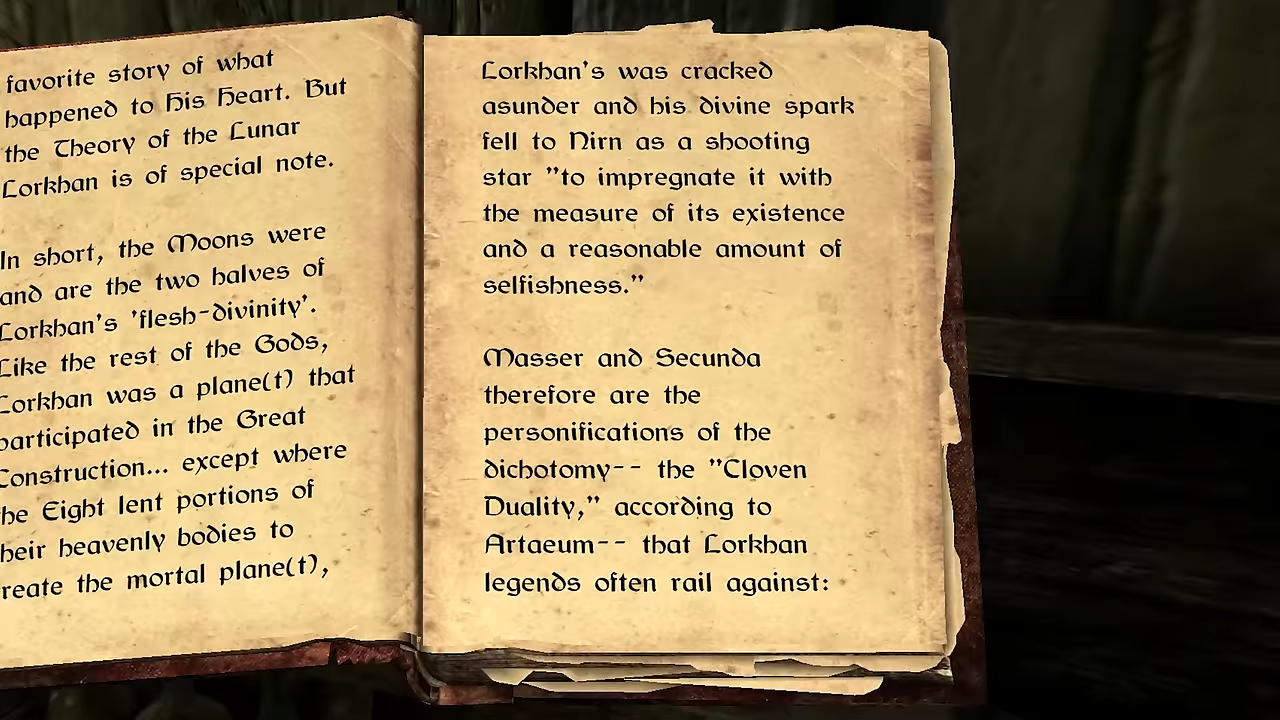 favorite story of what
happened to His Heart. But
the Theory of the Lunar
Lorkhan is of special note.
In short, the Moons were
and are the two halves of
Lorkhan's 'flesh-divinity'.
Like the rest of the Gods,
Lorkhan was a plane(t) that
participated in the Great
Construction... except where
the Eight lent portions of
their heavenly bodies to
create the mortal plane(t),
Lorkhan's was cracked
asunder and his divine spark
fell to Nirn as a shooting
star "to impregnate it with
the measure of its existence
and a reasonable amount of
selfishness."
Masser and Secunda
therefore are the
personifications of the
dichotomy-- the "Cloven
Duality," according to
Artaeum-- that Lorkhan
legends often rail against: